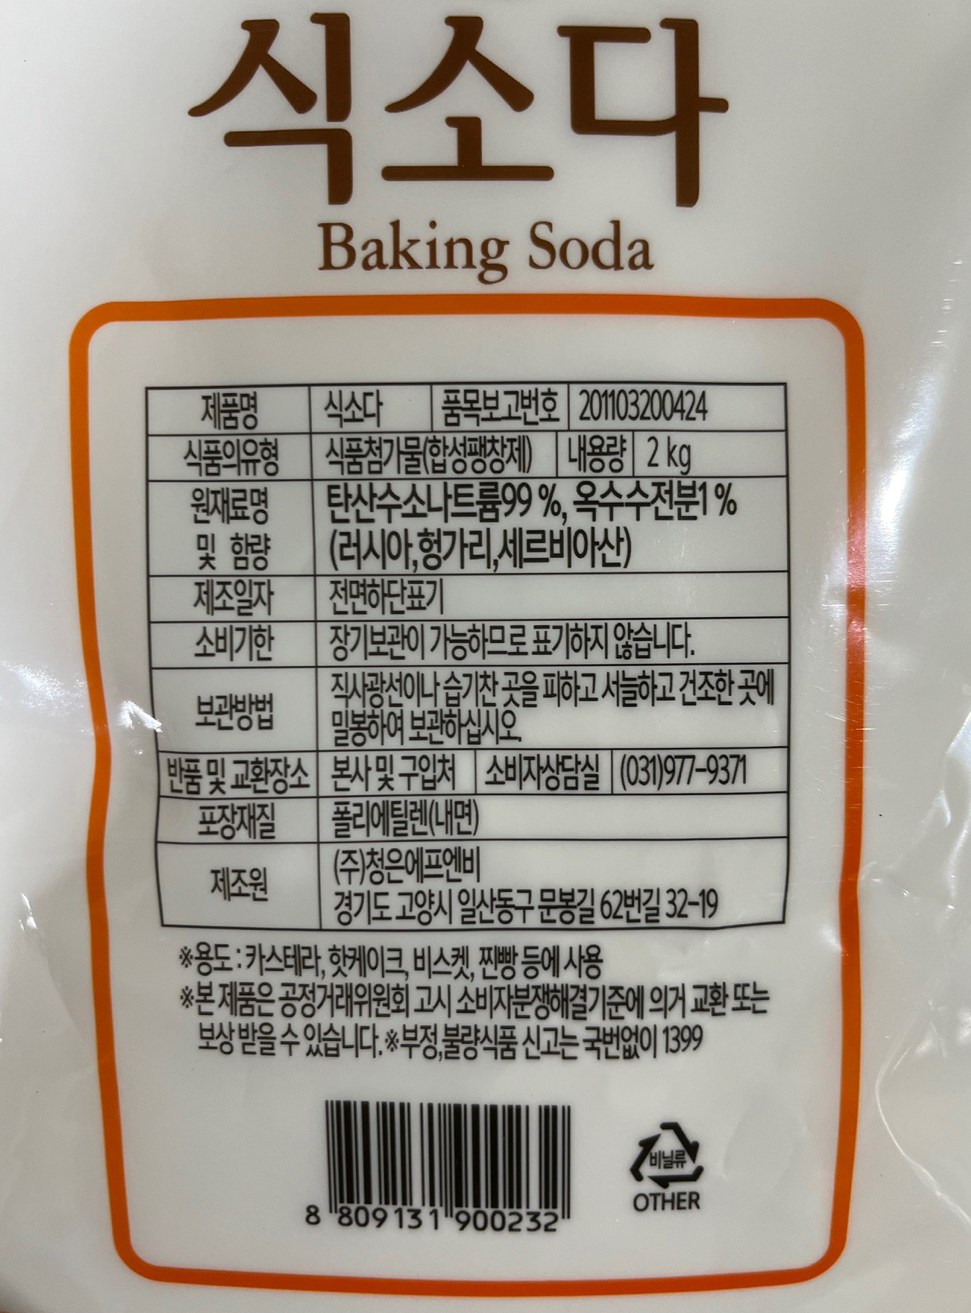 식소다
Baking Soda
제품명 식소다 품목보고번호 201103200424
식품의유형 식품첨가물(합성팽창제) 내용량 2 kg
원재료명 및 함량 탄산수소나트륨99 %, 옥수수전분1 %
(러시아,헝가리,세르비아산)
제조일자 전면하단표기
소비기한 장기보관이 가능하므로 표기하지 않습니다.
보관방법 직사광선이나 습기찬 곳을 피하고 서늘하고 건조한 곳에
밀봉하여 보관하십시오.
반품 및 교환장소 본사 및 구입처 소비자상담실 (031)977-9371
포장재질 폴리에틸렌(내면)
제조원 (주)청은에프엔비
경기도 고양시 일산동구 문봉길 62번길 32-19
※용도 : 카스테라, 핫케이크, 비스켓, 찐빵 등에 사용
※본 제품은 공정거래위원회 고시 소비자분쟁해결기준에 의거 교환 또는
보상 받을 수 있습니다.※부정,불량식품 신고는 국번없이 1399
비닐류
OTHER
8 809131 900232